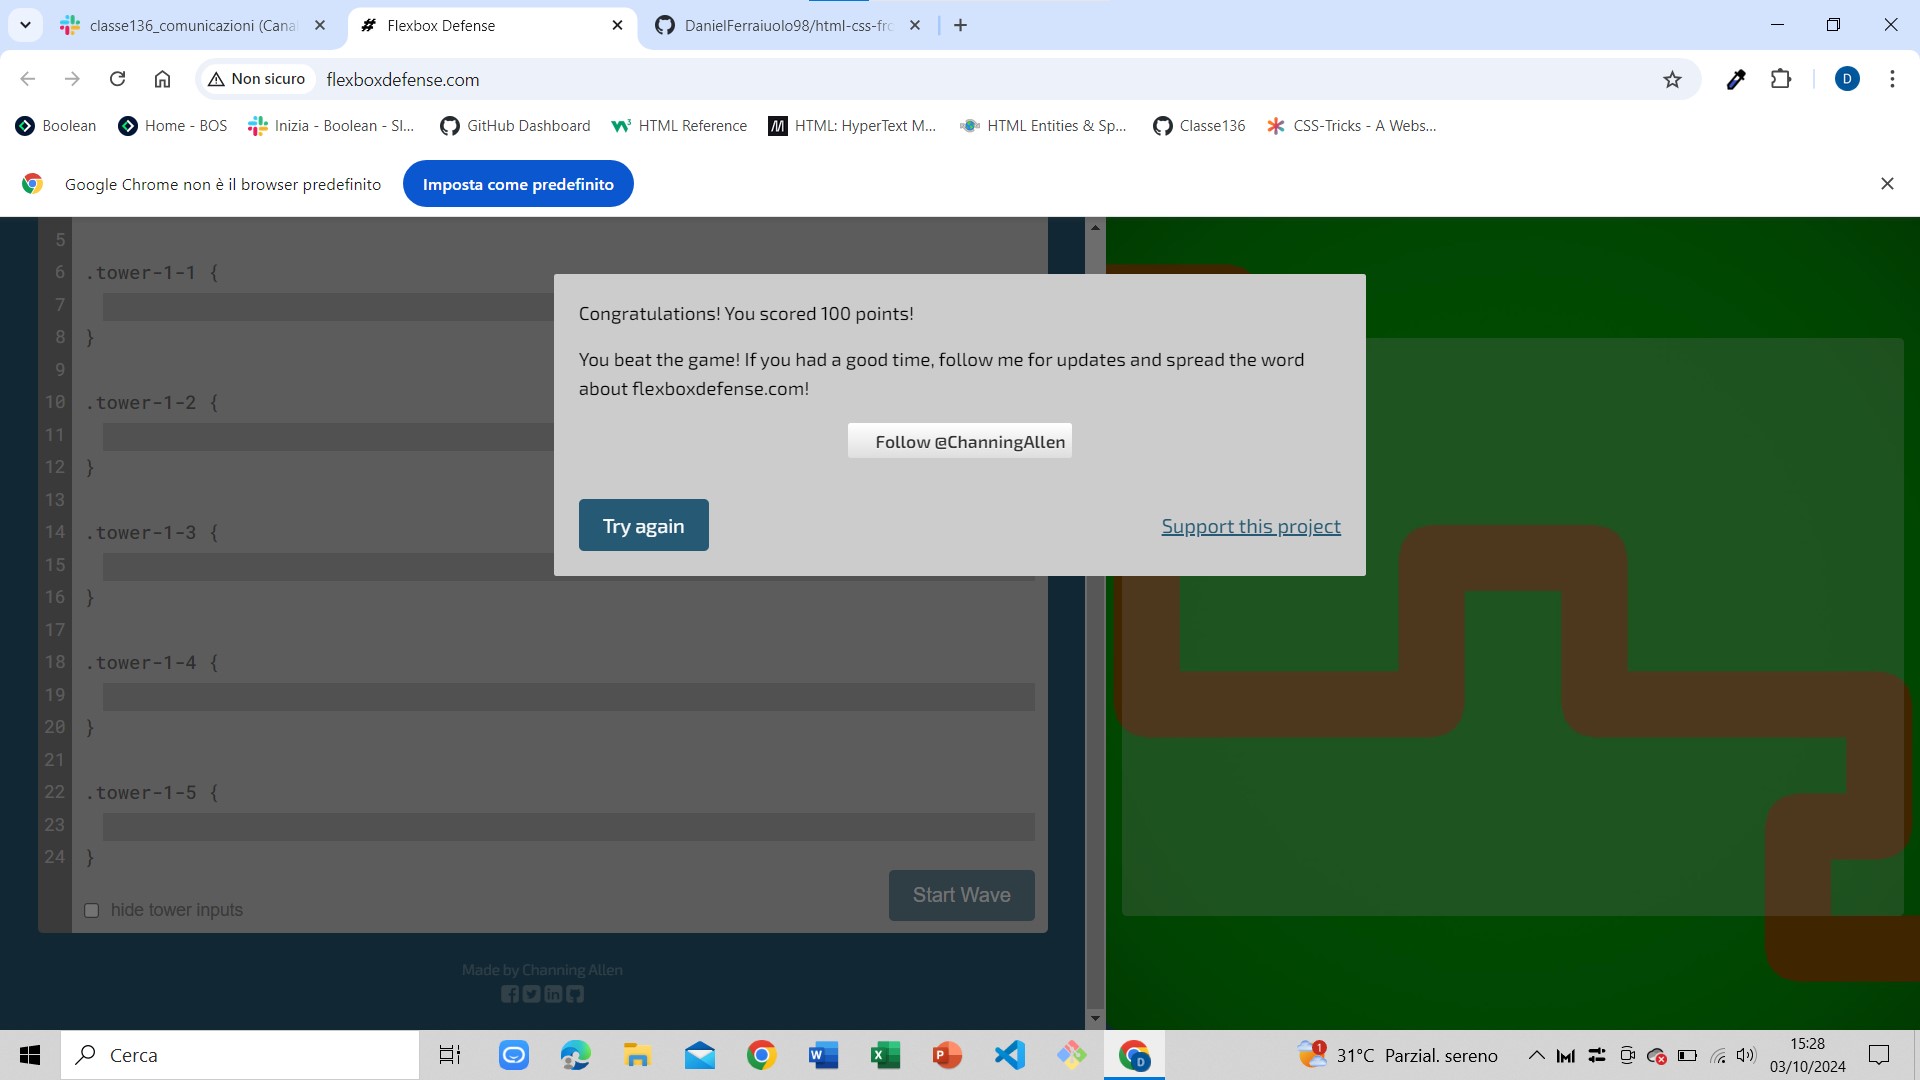 classe136_comunicazioni (Cana
Flexbox Defense
DanielFerraiuolo98/html-css-fro
Non sicuro
flexboxdefense.com
D
Boolean
Home - BOS
Inizia - Boolean - Sl...
GitHub Dashboard
HTML Reference
HTML: HyperText M...
HTML Entities & Sp...
Classe136
CSS-Tricks - A Webs...
Google Chrome non è il browser predefinito
Imposta come predefinito
5
6 .tower-1-1 {
7
8 }
9
10 .tower-1-2 {
11
12 }
13
14 .tower-1-3 {
15
16 }
17
18 .tower-1-4 {
19
20 }
21
22 .tower-1-5 {
23
24 }
hide tower inputs
Start Wave
Made by Channing Allen
Congratulations! You scored 100 points!
You beat the game! If you had a good time, follow me for updates and spread the word
about flexboxdefense.com!
Follow @ChanningAllen
Try again
Support this project
Cerca
1
31°C Parzial. sereno
15:28
03/10/2024